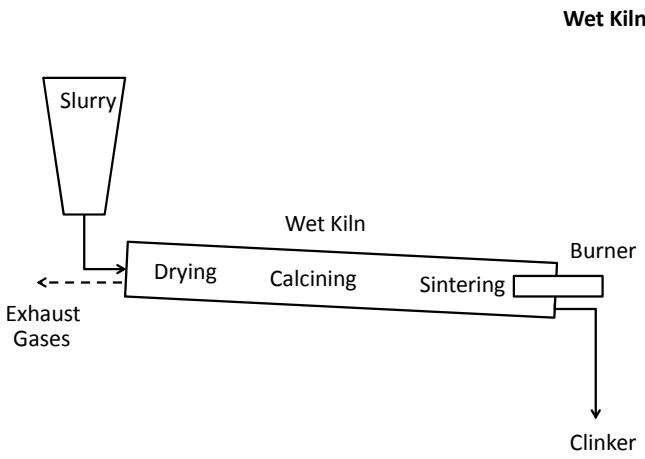 Wet Kiln
Slurry
Wet Kiln
Burner
Drying
Calcining
Sintering
Exhaust
Gases
Clinker